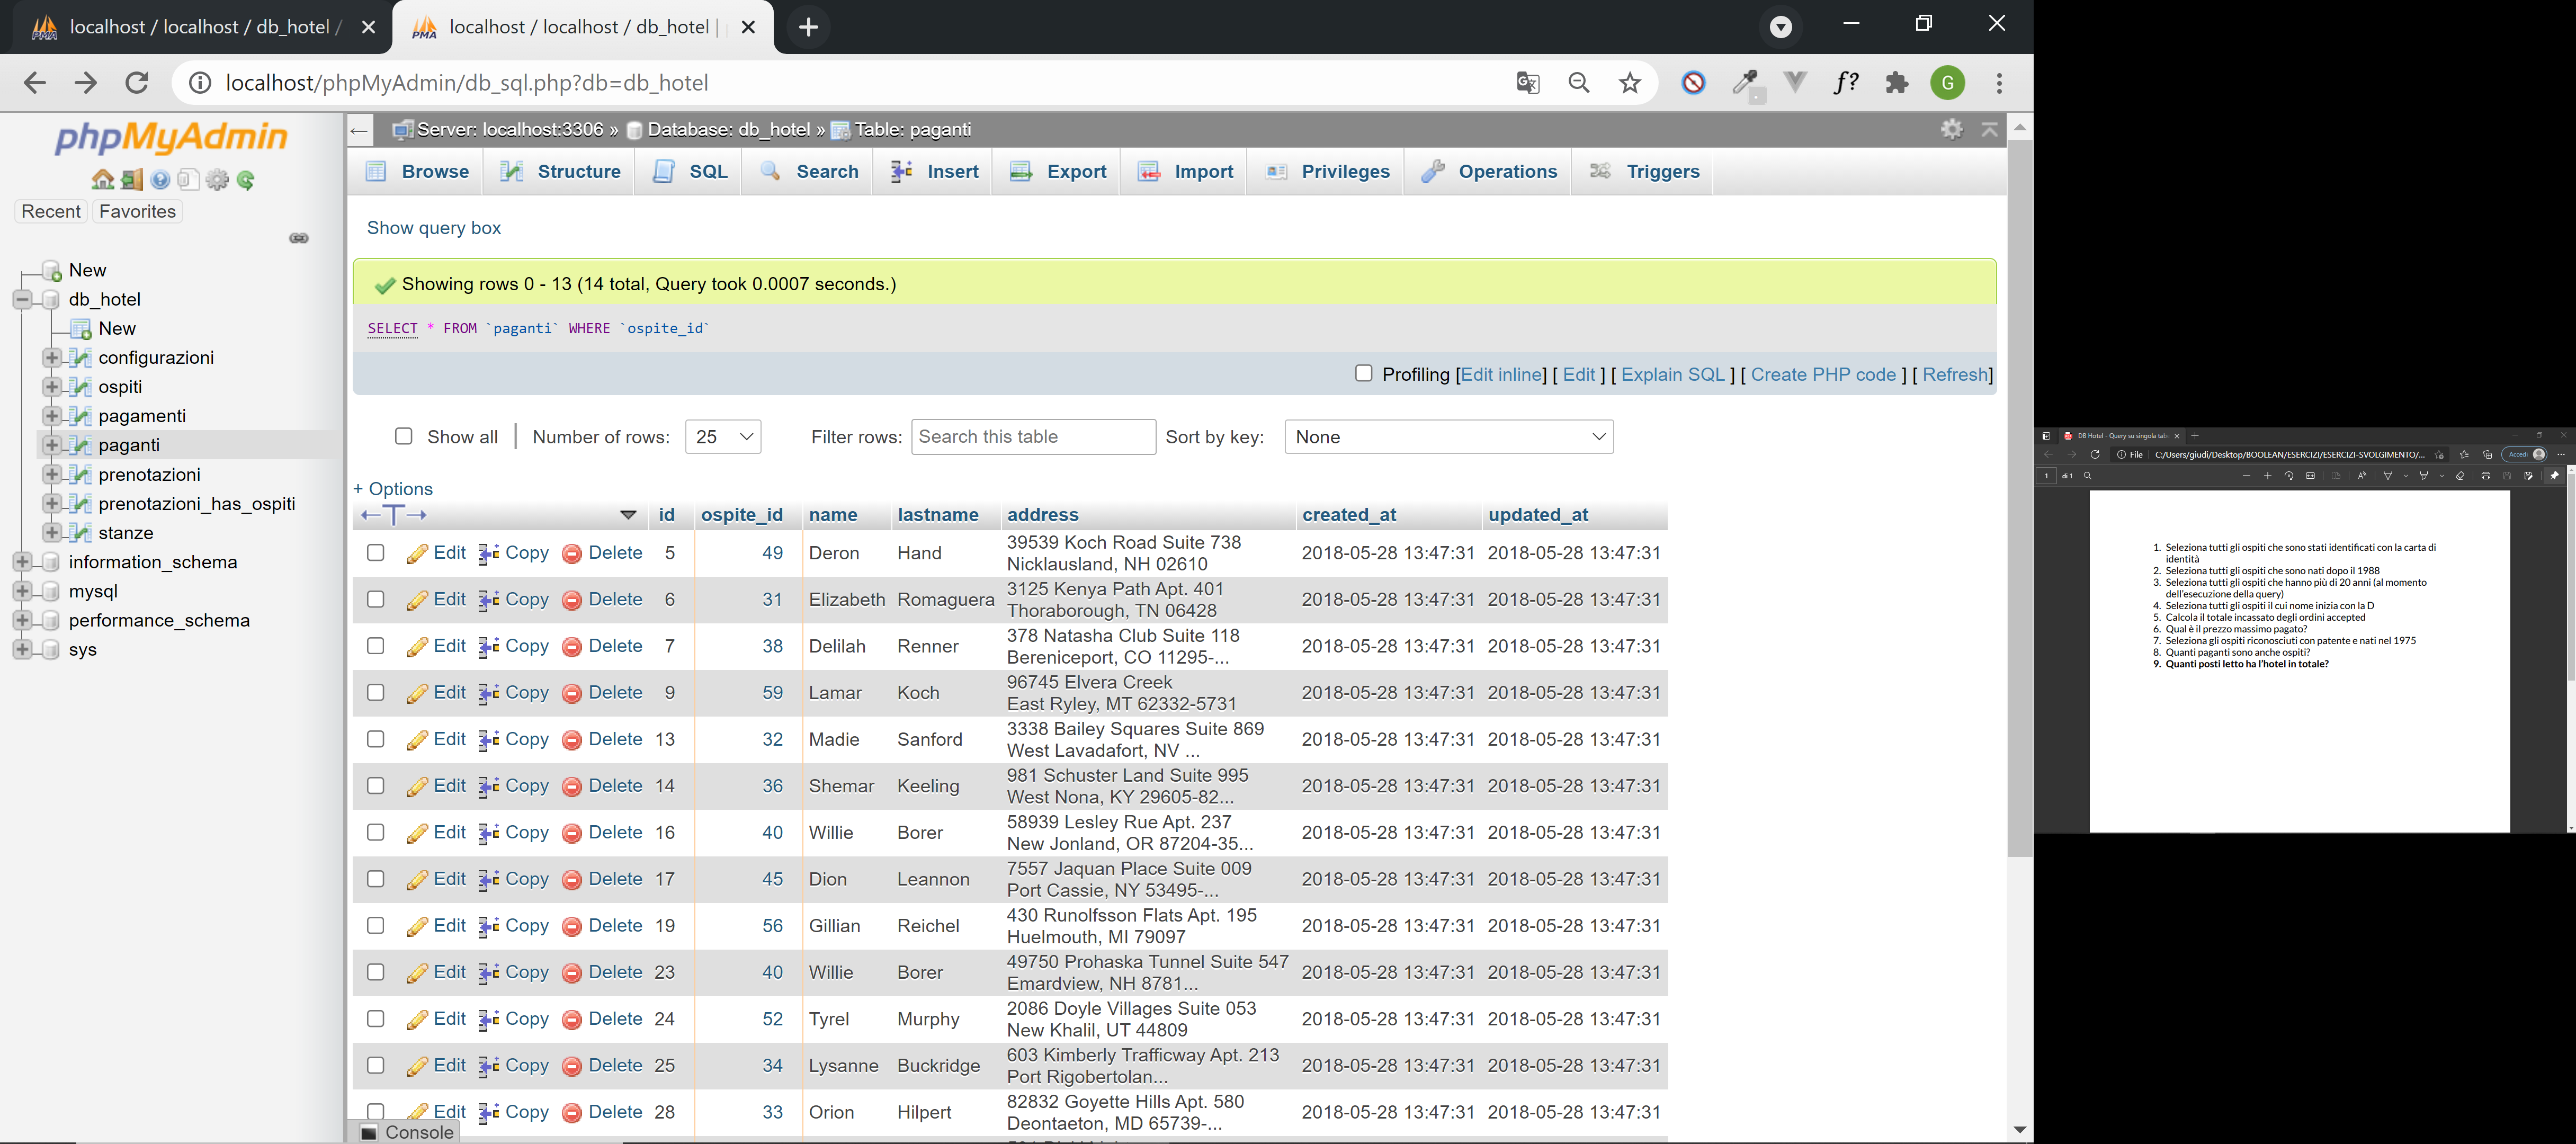 localhost / localhost / db_hotel /
localhost / localhost / db_hotel |
localhost/phpMyAdmin/db_sql.php?db=db_hotel
f?
G
phpMyAdmin
Recent
Favorites
New
db_hotel
New
configurazioni
ospiti
pagamenti
paganti
prenotazioni
prenotazioni_has_ospiti
stanze
information_schema
mysql
performance_schema
sys
Server: localhost:3306 » Database: db_hotel » Table: paganti
Browse Structure SQL Search Insert Export Import Privileges Operations Triggers
Show query box
Showing rows 0 - 13 (14 total, Query took 0.0007 seconds.)
SELECT * FROM `paganti` WHERE `ospite_id`
Profiling [Edit inline] [ Edit ] [ Explain SQL ] [ Create PHP code ] [ Refresh]
Show all | Number of rows: 25 Filter rows: Search this table Sort by key: None
+ Options
id ospite_id name lastname address created_at updated_at
Edit Copy Delete 5 49 Deron Hand 39539 Koch Road Suite 738 2018-05-28 13:47:31 2018-05-28 13:47:31
Nicklausland, NH 02610
Edit Copy Delete 6 31 Elizabeth Romaguera 3125 Kenya Path Apt. 401 2018-05-28 13:47:31 2018-05-28 13:47:31
Thoraborough, TN 06428
Edit Copy Delete 7 38 Delilah Renner 378 Natasha Club Suite 118 2018-05-28 13:47:31 2018-05-28 13:47:31
Bereniceport, CO 11295-...
Edit Copy Delete 9 59 Lamar Koch 96745 Elvera Creek 2018-05-28 13:47:31 2018-05-28 13:47:31
East Ryley, MT 62332-5731
Edit Copy Delete 13 32 Madie Sanford 3338 Bailey Squares Suite 869 2018-05-28 13:47:31 2018-05-28 13:47:31
West Lavadafort, NV ...
Edit Copy Delete 14 36 Shemar Keeling 981 Schuster Land Suite 995 2018-05-28 13:47:31 2018-05-28 13:47:31
West Nona, KY 29605-82...
Edit Copy Delete 16 40 Willie Borer 58939 Lesley Rue Apt. 237 2018-05-28 13:47:31 2018-05-28 13:47:31
New Jonland, OR 87204-35...
Edit Copy Delete 17 45 Dion Leannon 7557 Jaquan Place Suite 009 2018-05-28 13:47:31 2018-05-28 13:47:31
Port Cassie, NY 53495-...
Edit Copy Delete 19 56 Gillian Reichel 430 Runolfsson Flats Apt. 195 2018-05-28 13:47:31 2018-05-28 13:47:31
Huelmouth, MI 79097
Edit Copy Delete 23 40 Willie Borer 49750 Prohaska Tunnel Suite 547 2018-05-28 13:47:31 2018-05-28 13:47:31
Emardview, NH 8781...
Edit Copy Delete 24 52 Tyrel Murphy 2086 Doyle Villages Suite 053 2018-05-28 13:47:31 2018-05-28 13:47:31
New Khalil, UT 44809
Edit Copy Delete 25 34 Lysanne Buckridge 603 Kimberly Trafficway Apt. 213 2018-05-28 13:47:31 2018-05-28 13:47:31
Port Rigobertolan...
Edit Copy Delete 28 33 Orion Hilpert 82832 Goyette Hills Apt. 580 2018-05-28 13:47:31 2018-05-28 13:47:31
Deontaeton, MD 65739-...
Console
DB Hotel - Query su singola tab
File | C:/Users/giudi/Desktop/BOOLEAN/ESERCIZI/ESERCIZI-SVOLGIMENTO/... Accedi
1 di 1
1. Seleziona tutti gli ospiti che sono stati identificati con la carta di
identità
2. Seleziona tutti gli ospiti che sono nati dopo il 1988
3. Seleziona tutti gli ospiti che hanno più di 20 anni (al momento
dell'esecuzione della query)
4. Seleziona tutti gli ospiti il cui nome inizia con la D
5. Calcola il totale incassato degli ordini accepted
6. Qual è il prezzo massimo pagato?
7. Seleziona gli ospiti riconosciuti con patente e nati nel 1975
8. Quanti paganti sono anche ospiti?
9. Quanti posti letto ha l'hotel in totale?